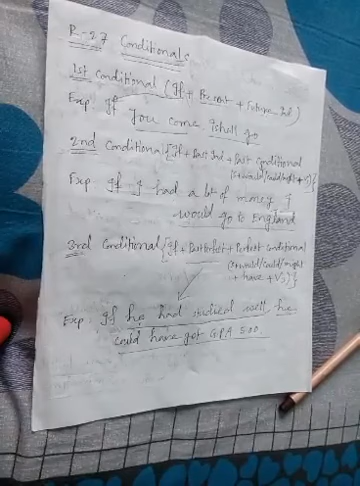 R-27 Conditionals
1st Conditional (If + Present + Future Ind)
Exp: If You come, I shall go
2nd Conditional {If + Past Ind + Past Conditional
(S+would/could/might + V)}
Exp: If I had a lot of money I
would go to England
3rd Conditional {If + Past Perfect + Perfect Conditional
(S+would/could/might
+ have + V3)}
Exp: If he had studied well, he
could have got GPA 5.00.